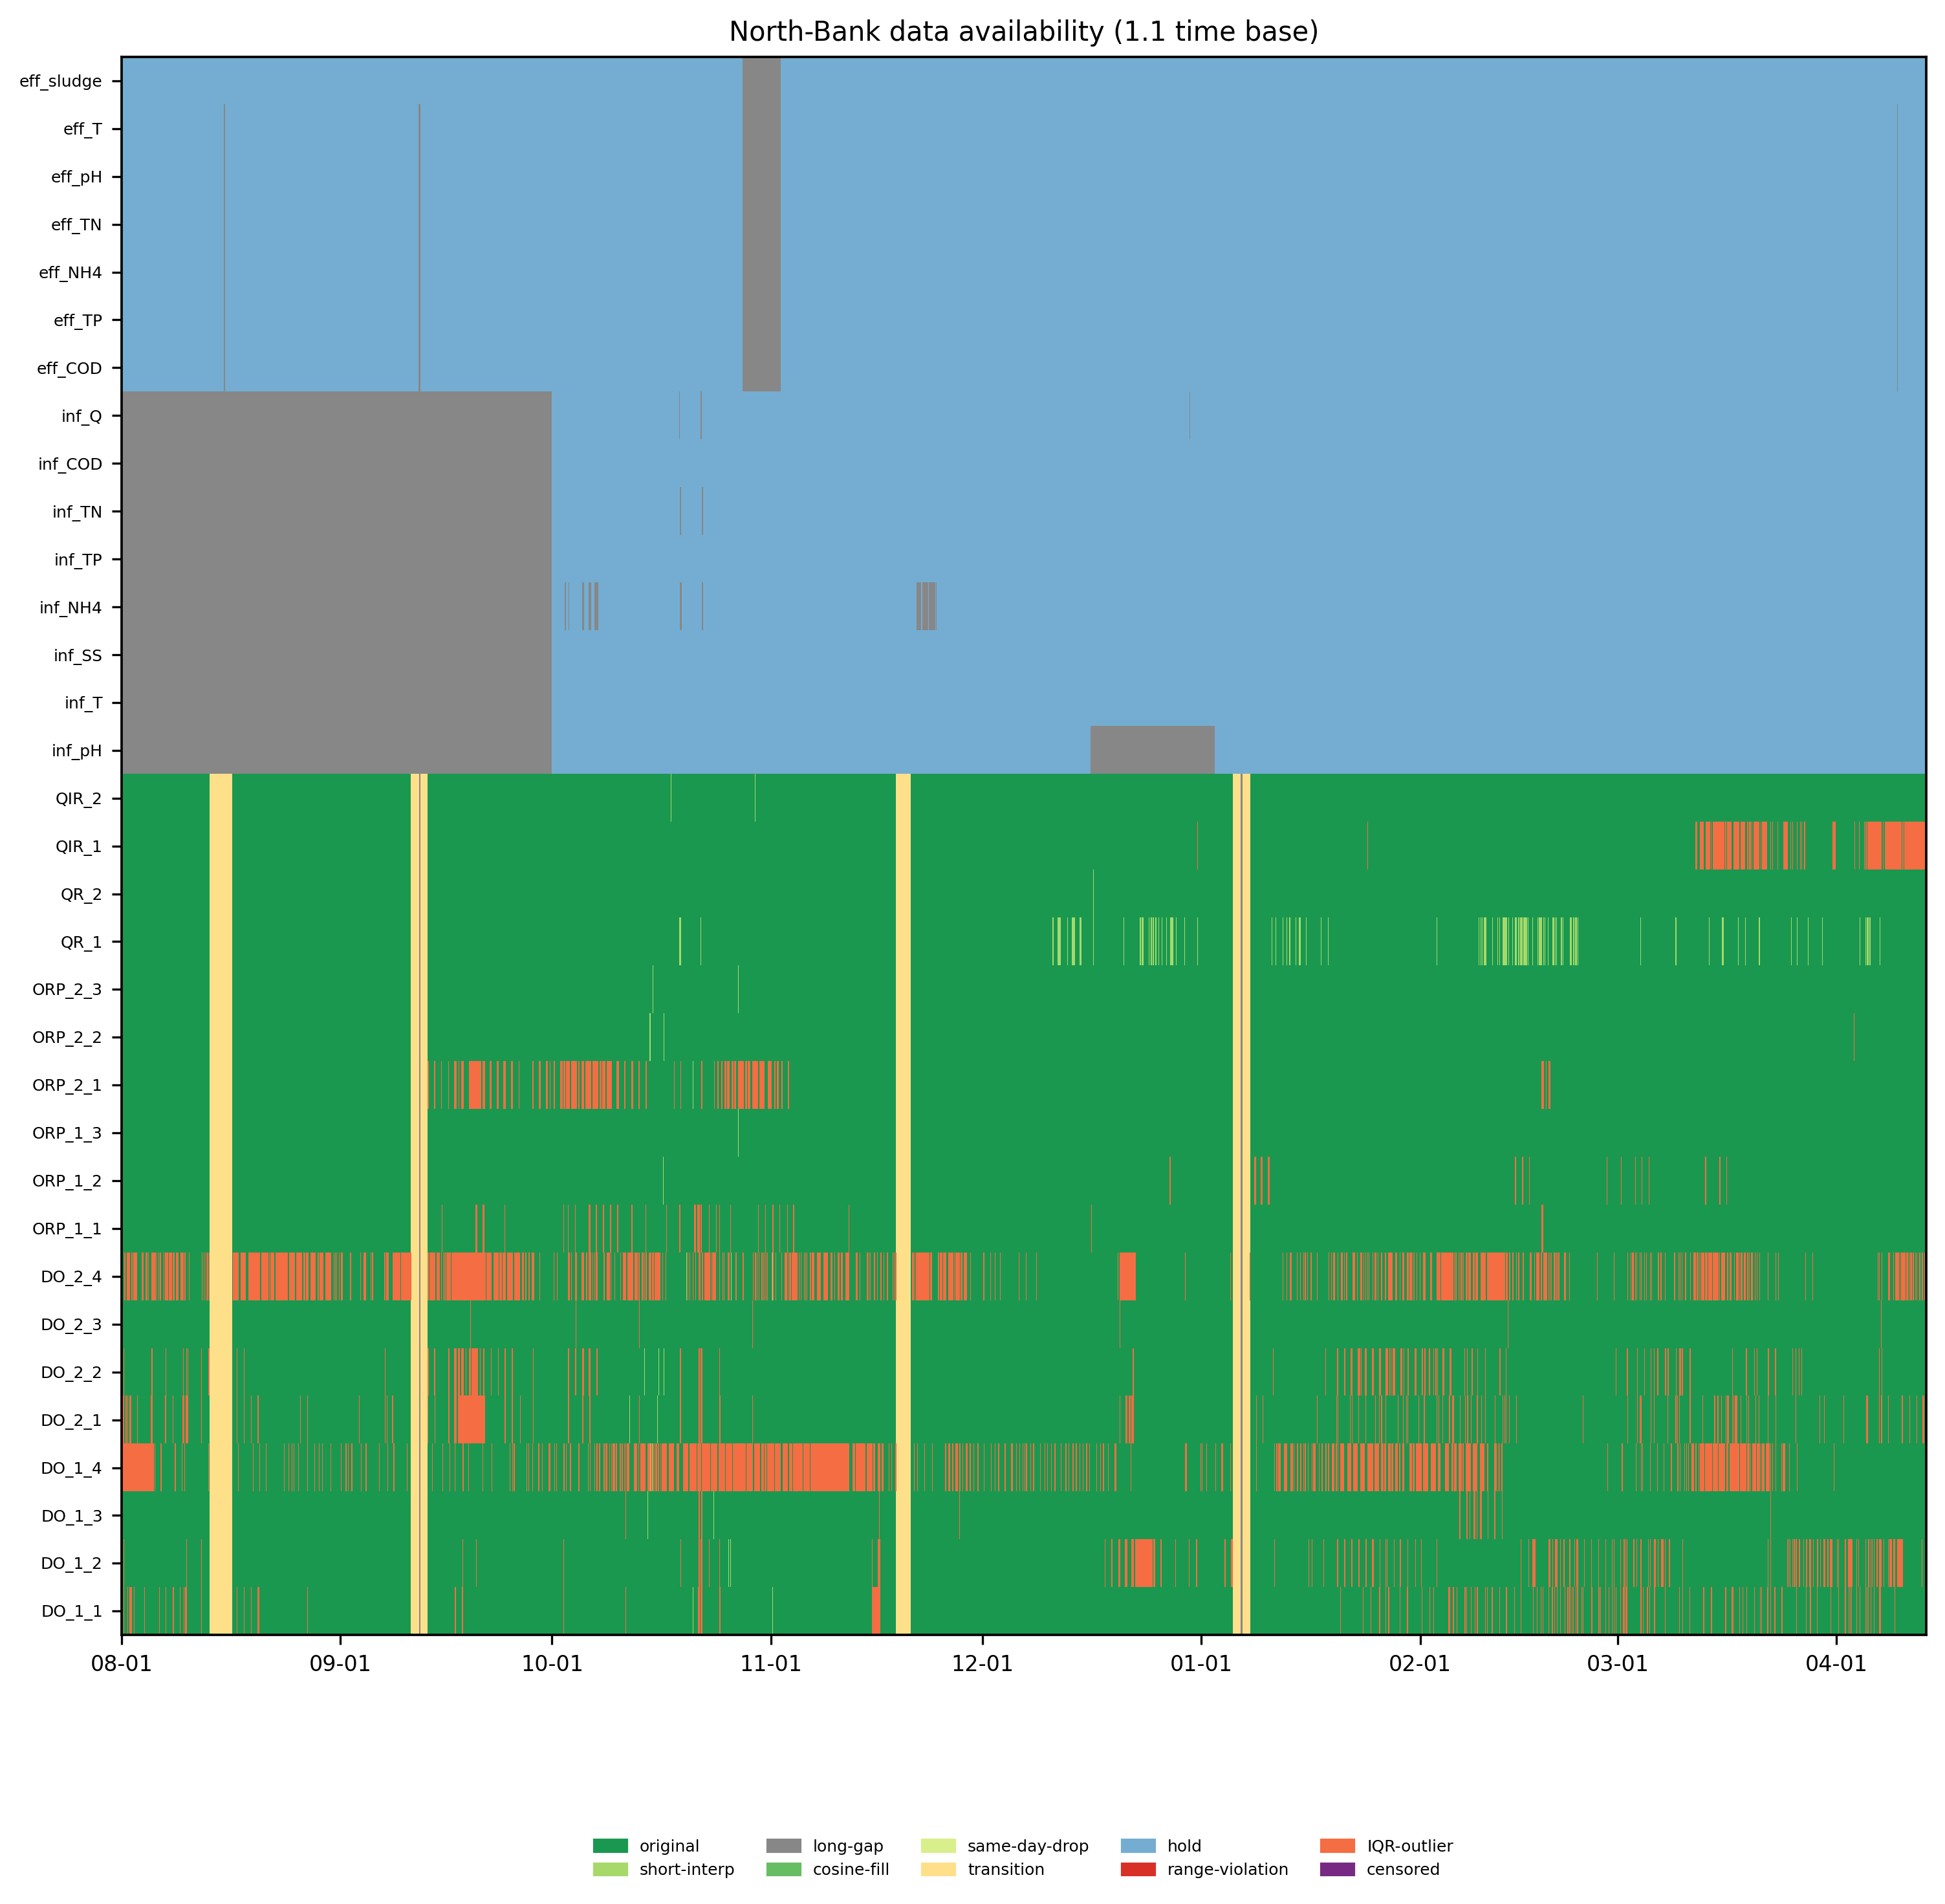 North-Bank data availability (1.1 time base)
eff_sludge
eff_T
eff_pH
eff_TN
eff_NH4
eff_TP
eff_COD
inf_Q
inf_COD
inf_TN
inf_TP
inf_NH4
inf_SS
inf_T
inf_pH
QIR_2
QIR_1
QR_2
QR_1
ORP_2_3
ORP_2_2
ORP_2_1
ORP_1_3
ORP_1_2
ORP_1_1
DO_2_4
DO_2_3
DO_2_2
DO_2_1
DO_1_4
DO_1_3
DO_1_2
DO_1_1
08-01 09-01 10-01 11-01 12-01 01-01 02-01 03-01 04-01
original long-gap same-day-drop hold IQR-outlier
short-interp cosine-fill transition range-violation censored